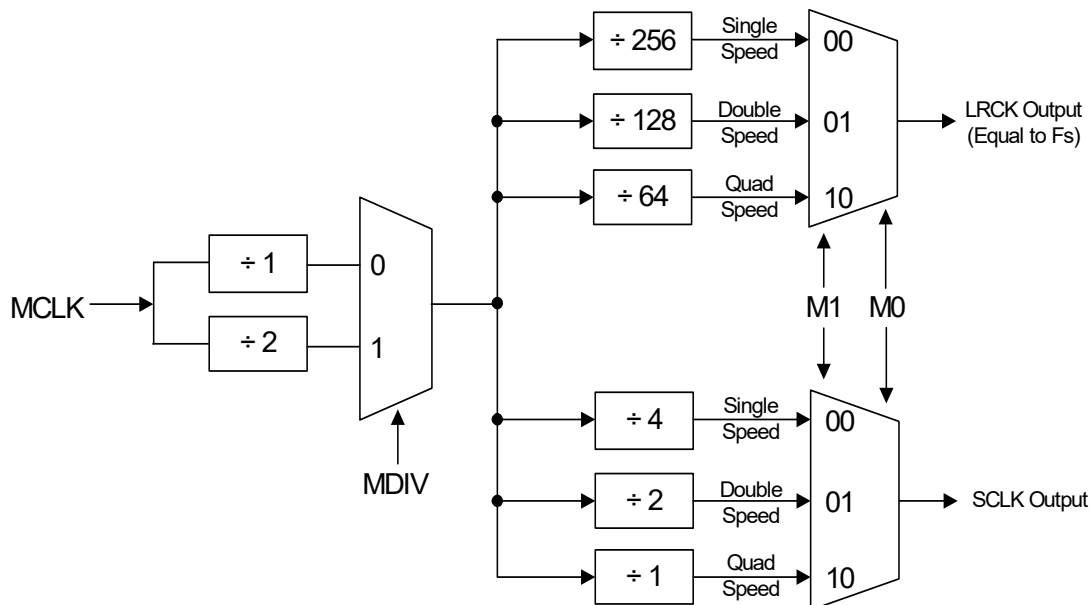 ÷ 256
Single
Speed
00
÷ 128
Double
Speed
01
LRCK Output
(Equal to Fs)
÷ 64
Quad
Speed
10
MCLK
÷ 1
0
÷ 2
1
MDIV
M1
M0
÷ 4
Single
Speed
00
÷ 2
Double
Speed
01
SCLK Output
÷ 1
Quad
Speed
10